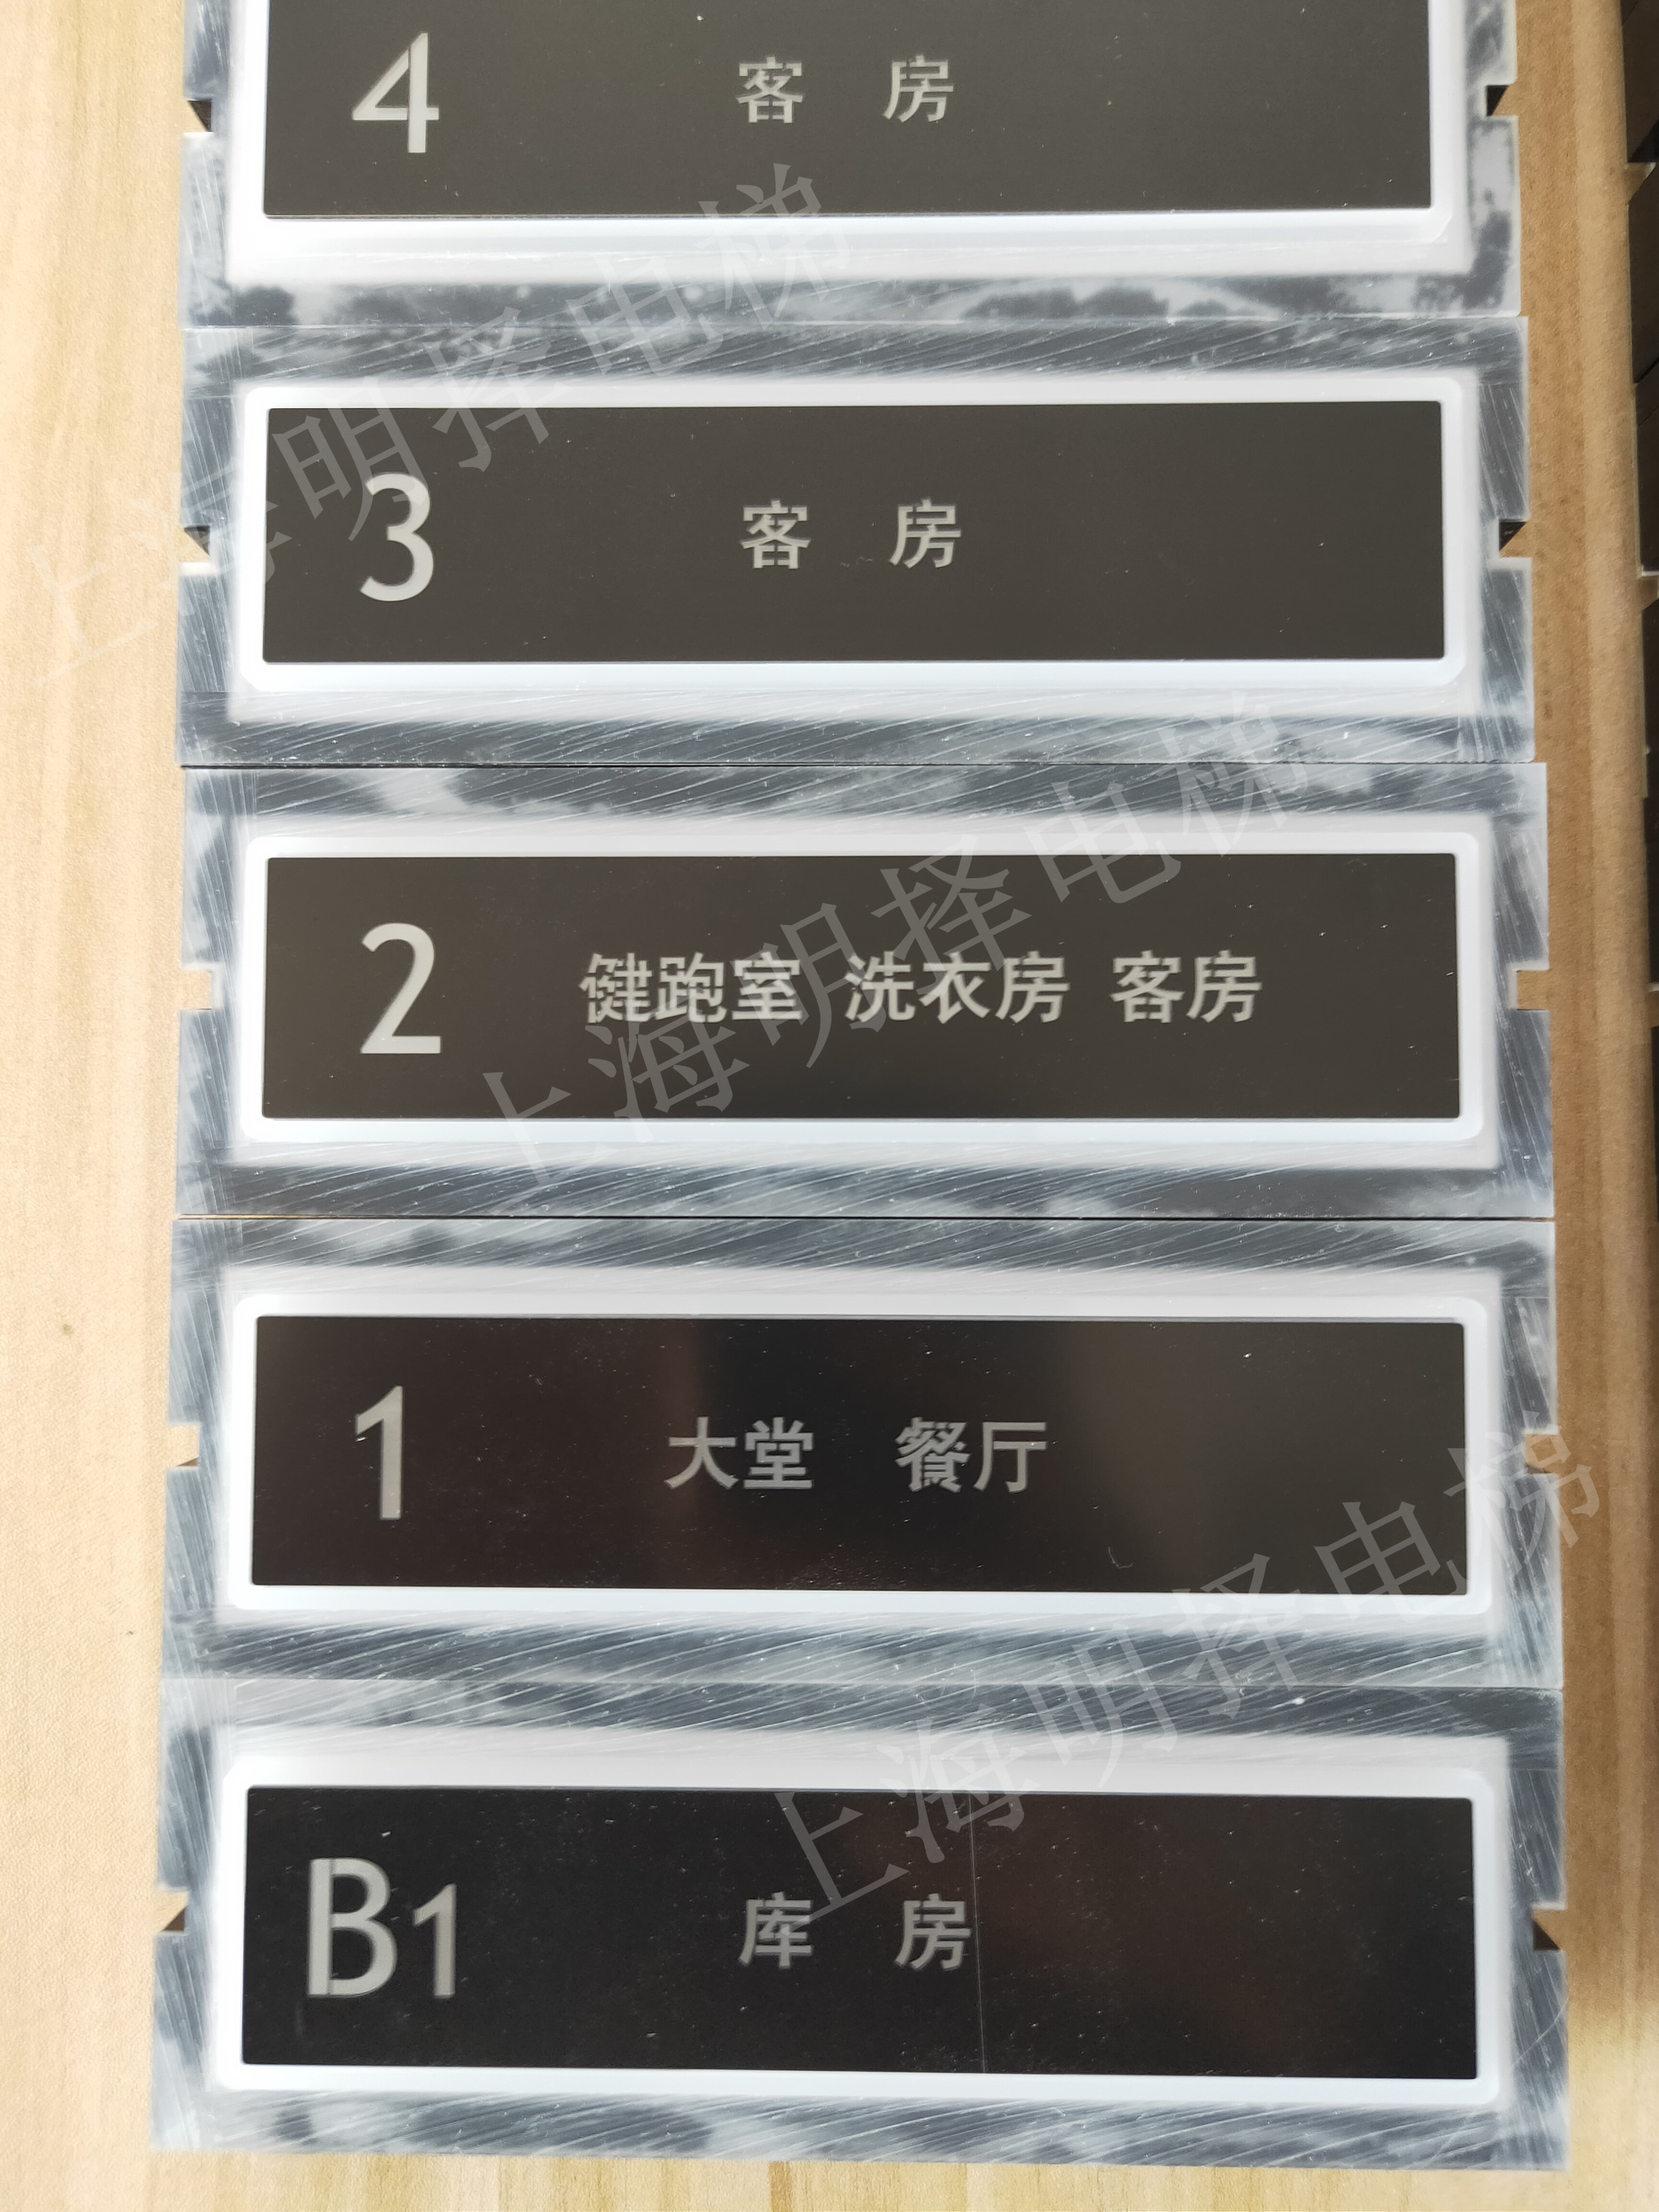 4 客 房
3 客 房
2 健跑室 洗衣房 客房
1 大堂 餐厅
B1 库 房
上海明择电梯
上海明择电梯
上海明择电梯